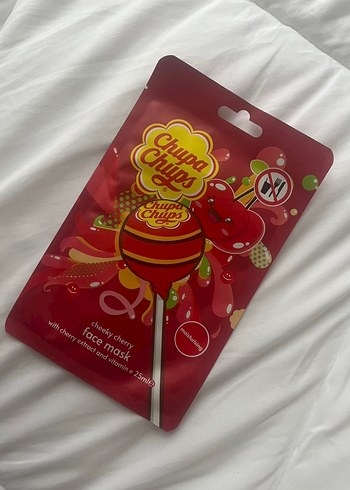 Chupa
Chups
Chupa
Chups
cheeky cherry
face mask
with cherry extract and vitamin e 25ml℮
moisturising